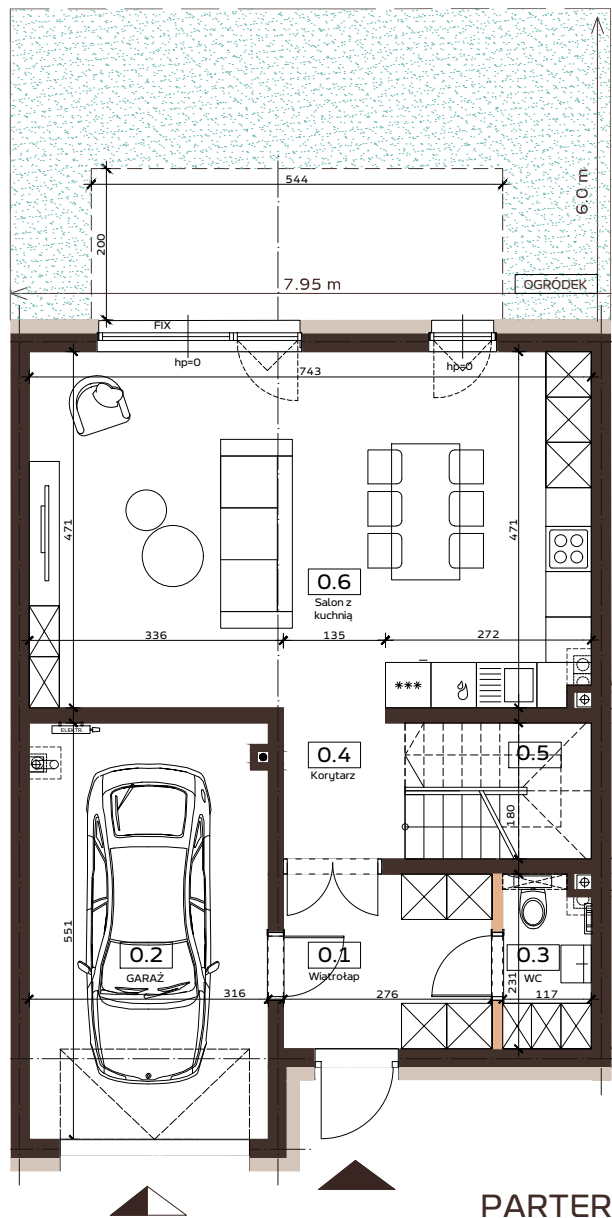 544
6.0 m
200
7.95 m
OGRÓDEK
FIX
hp=0
hp=0
743
471
471
0.6
Salon z
kuchnią
336
135
272
***
ELEKTR.
0.4
Korytarz
0.5
180
551
0.2
GARAŻ
0.1
Wiatrołap
0.3
WC
231
316
276
117
PARTER